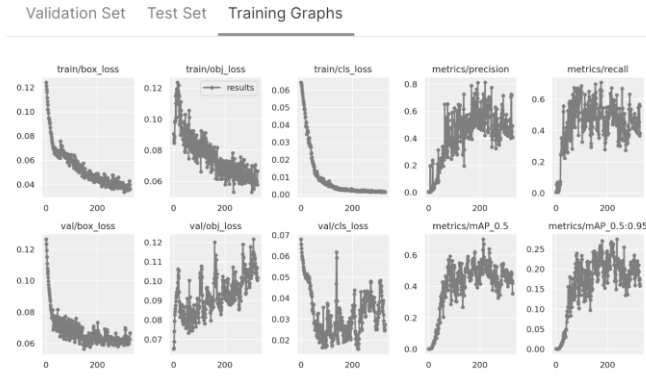 Validation Set Test Set Training Graphs
train/box_loss train/obj_loss train/cls_loss metrics/precision metrics/recall
results
0.12 0.10 0.08 0.06 0.04
0.12 0.10 0.08 0.06
0.06 0.05 0.04 0.03 0.02 0.01 0.00
0.8 0.6 0.4 0.2 0.0
0.6 0.4 0.2 0.0
0 200 0 200 0 200 0 200 0 200
val/box_loss val/obj_loss val/cls_loss metrics/mAP_0.5 metrics/mAP_0.5:0.95
0.12 0.10 0.08 0.06
0.12 0.11 0.10 0.09 0.08 0.07
0.07 0.06 0.05 0.04 0.03 0.02
0.6 0.4 0.2 0.0
0.25 0.20 0.15 0.10 0.05 0.00
0 200 0 200 0 200 0 200 0 200